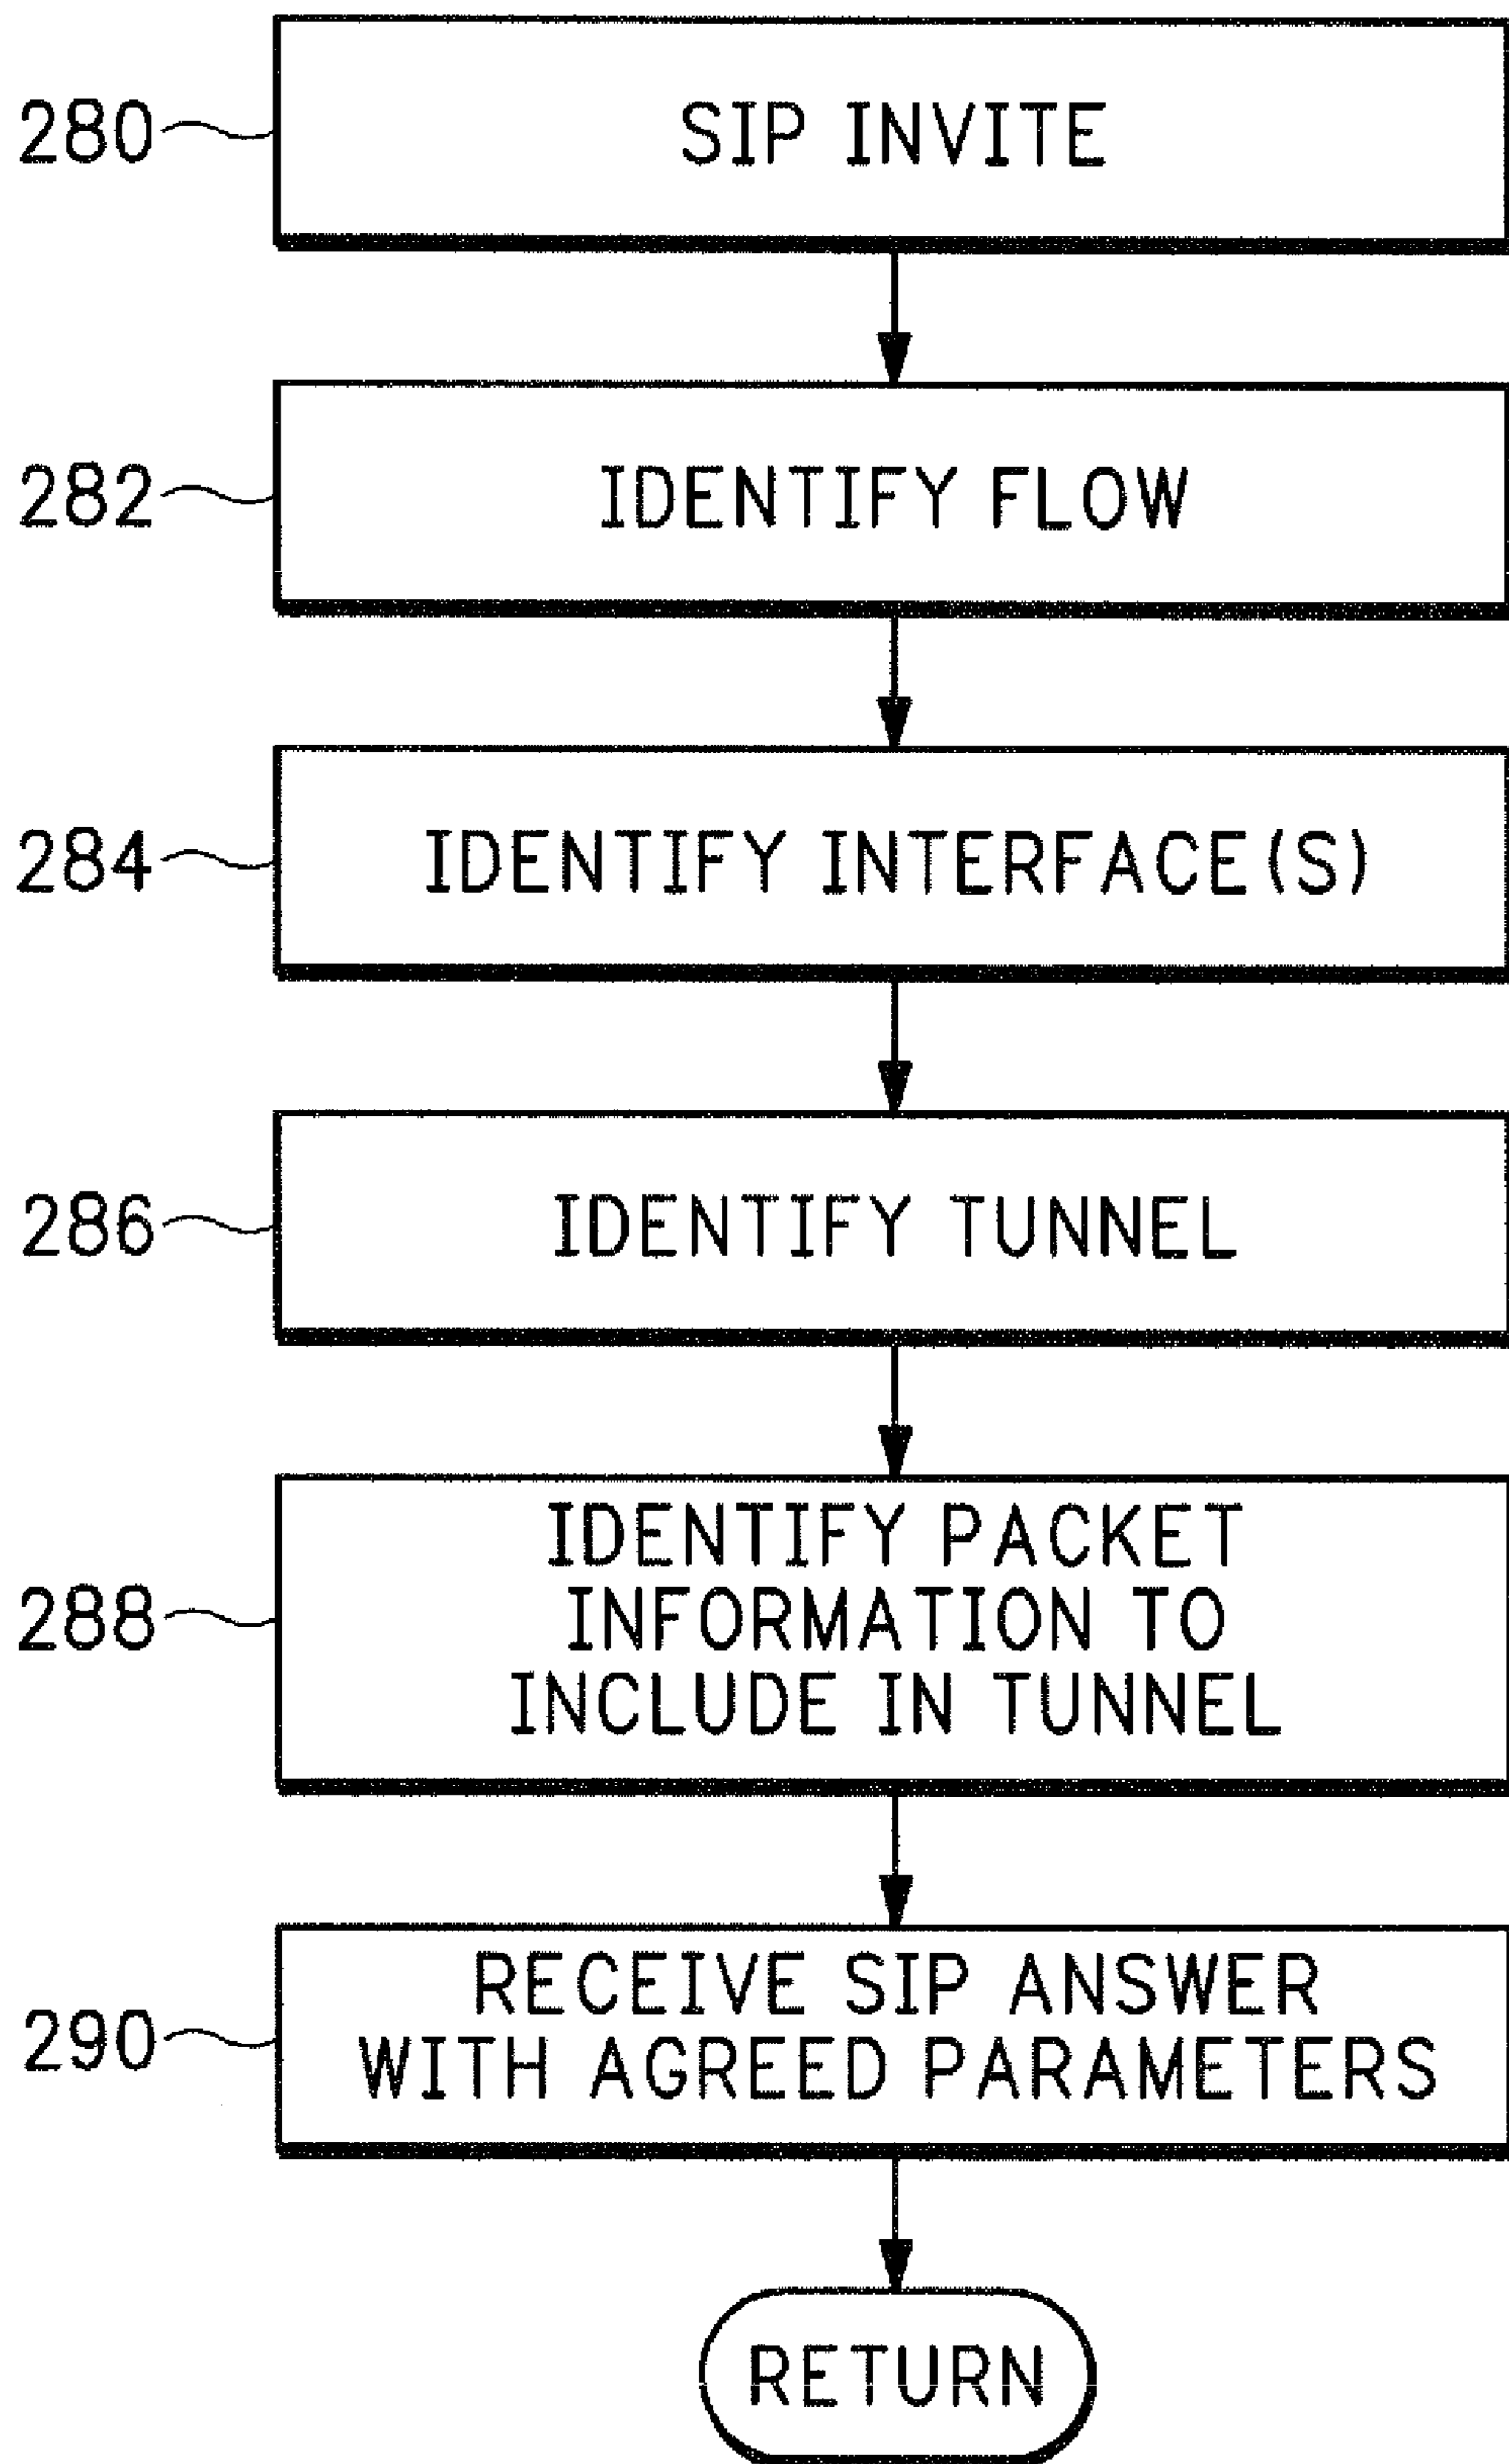 280
SIP INVITE
282
IDENTIFY FLOW
284
IDENTIFY INTERFACE(S)
286
IDENTIFY TUNNEL
288
IDENTIFY PACKET
INFORMATION TO
INCLUDE IN TUNNEL
290
RECEIVE SIP ANSWER
WITH AGREED PARAMETERS
RETURN